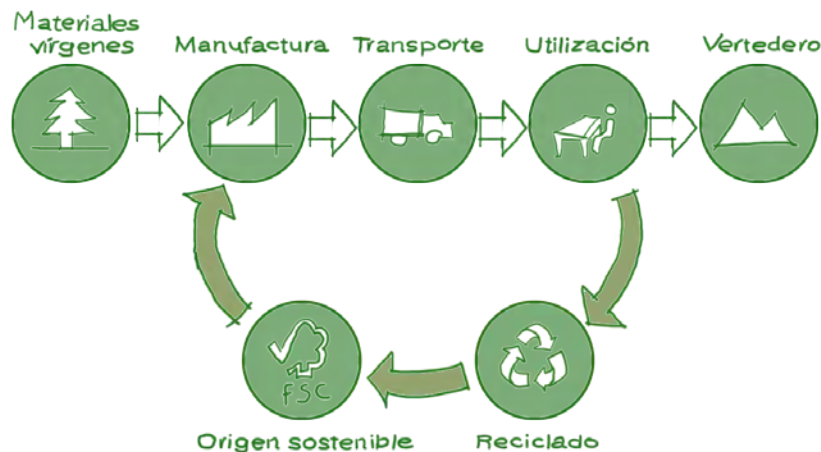 Materiales
vírgenes
Manufactura
Transporte
Utilización
Vertedero
FSC
Origen sostenible
Reciclado